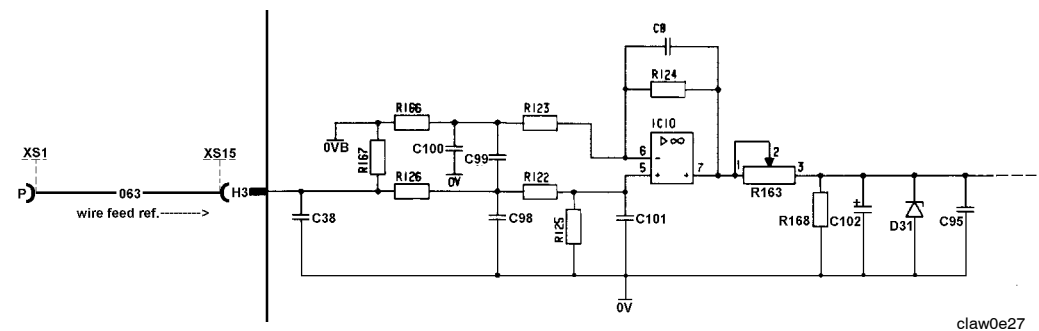 C9
R124
R166
R123
IC10
▷ ∞
0VB
R167
C100
C99
6
-
5
+
+
7
1
2
3
XS1
XS15
0V
R163
P
063
H3
R126
R122
wire feed ref.--------->
C38
C98
R125
C101
R168
C102
+
D31
C95
0V
claw0e27